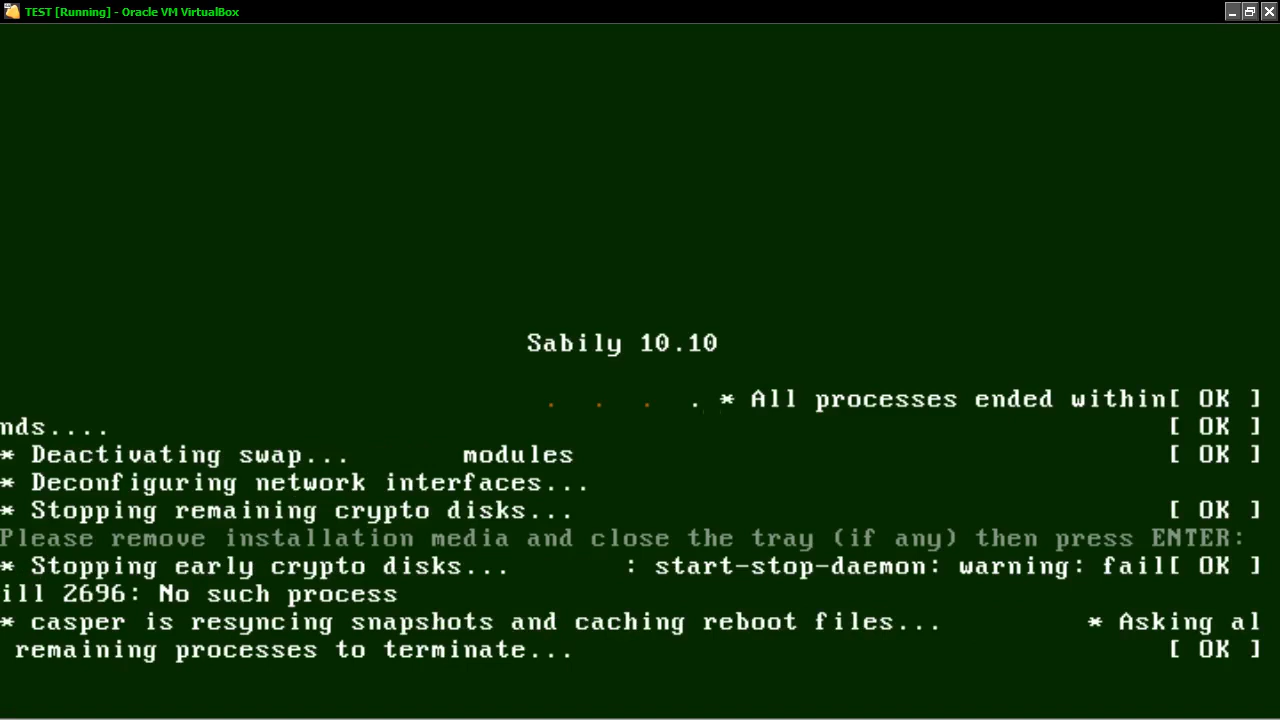 TEST [Running] - Oracle VM VirtualBox
Sabily 10.10
. . . . * All processes ended within[ OK ]
nds.... [ OK ]
* Deactivating swap... modules [ OK ]
* Deconfiguring network interfaces...
* Stopping remaining crypto disks... [ OK ]
Please remove installation media and close the tray (if any) then press ENTER:
* Stopping early crypto disks... : start-stop-daemon: warning: fail[ OK ]
ill 2696: No such process
* casper is resyncing snapshots and caching reboot files... * Asking al
remaining processes to terminate... [ OK ]